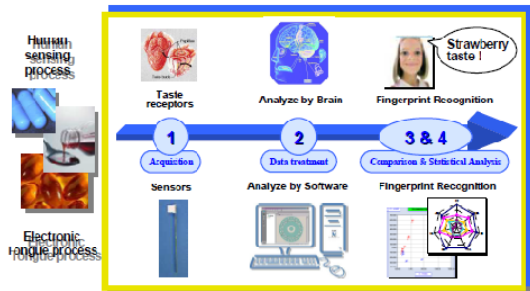 Human
sensing
process
Taste
receptors
Analyze by Brain
Strawberry
taste !
Fingerprint Recognition
1
2
3 & 4
Acquistion
Data treatment
Comparison & Statistical Analysis
Sensors
Analyze by Software
Fingerprint Recognition
Electronic
Tongue process